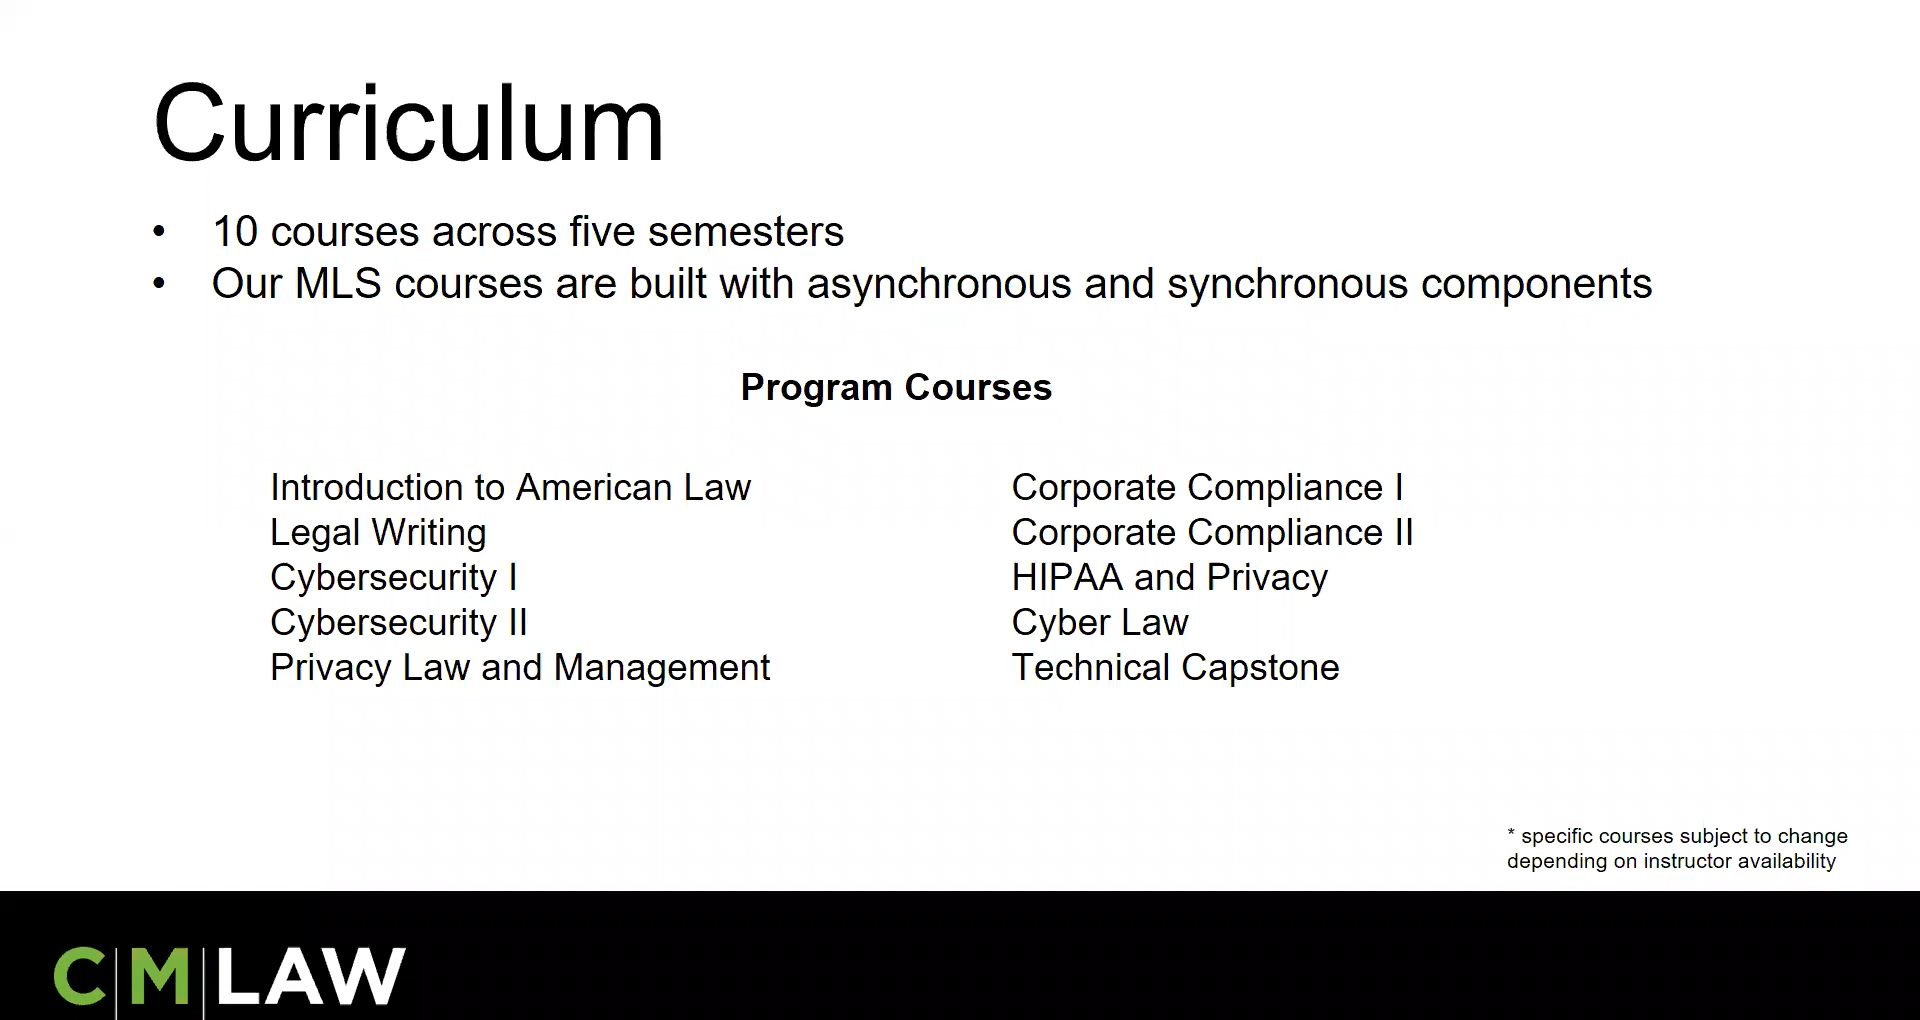 Curriculum
• 10 courses across five semesters
• Our MLS courses are built with asynchronous and synchronous components
Program Courses
Introduction to American Law
Legal Writing
Cybersecurity I
Cybersecurity II
Privacy Law and Management
Corporate Compliance I
Corporate Compliance II
HIPAA and Privacy
Cyber Law
Technical Capstone
* specific courses subject to change
depending on instructor availability
C|M|LAW